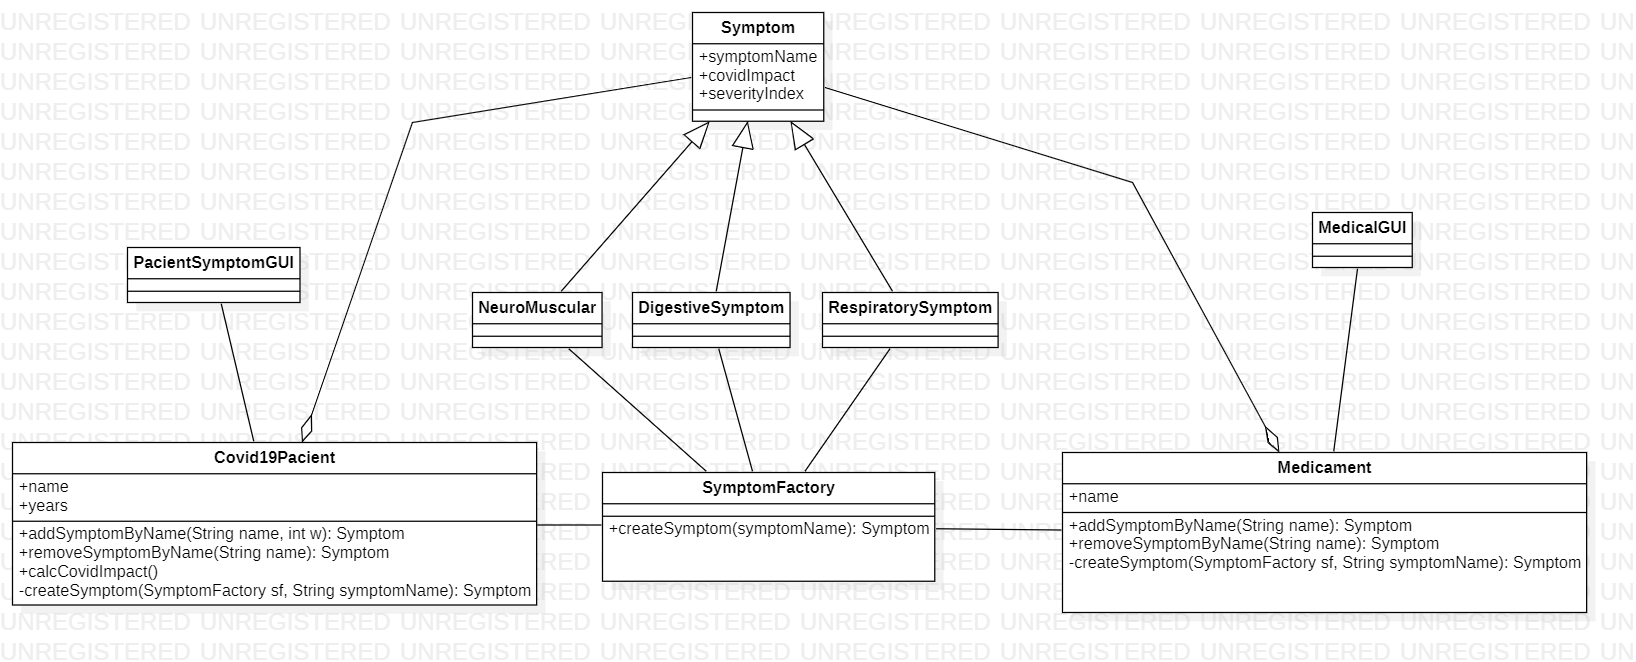 Symptom
+symptomName
+covidImpact
+severityIndex
MedicalGUI
PacientSymptomGUI
NeuroMuscular
DigestiveSymptom
RespiratorySymptom
Covid19Pacient
+name
+years
+addSymptomByName(String name, int w): Symptom
+removeSymptomByName(String name): Symptom
+calcCovidImpact()
-createSymptom(SymptomFactory sf, String symptomName): Symptom
SymptomFactory
+createSymptom(symptomName): Symptom
Medicament
+name
+addSymptomByName(String name): Symptom
+removeSymptomByName(String name): Symptom
-createSymptom(SymptomFactory sf, String symptomName): Symptom
UNREGISTERED